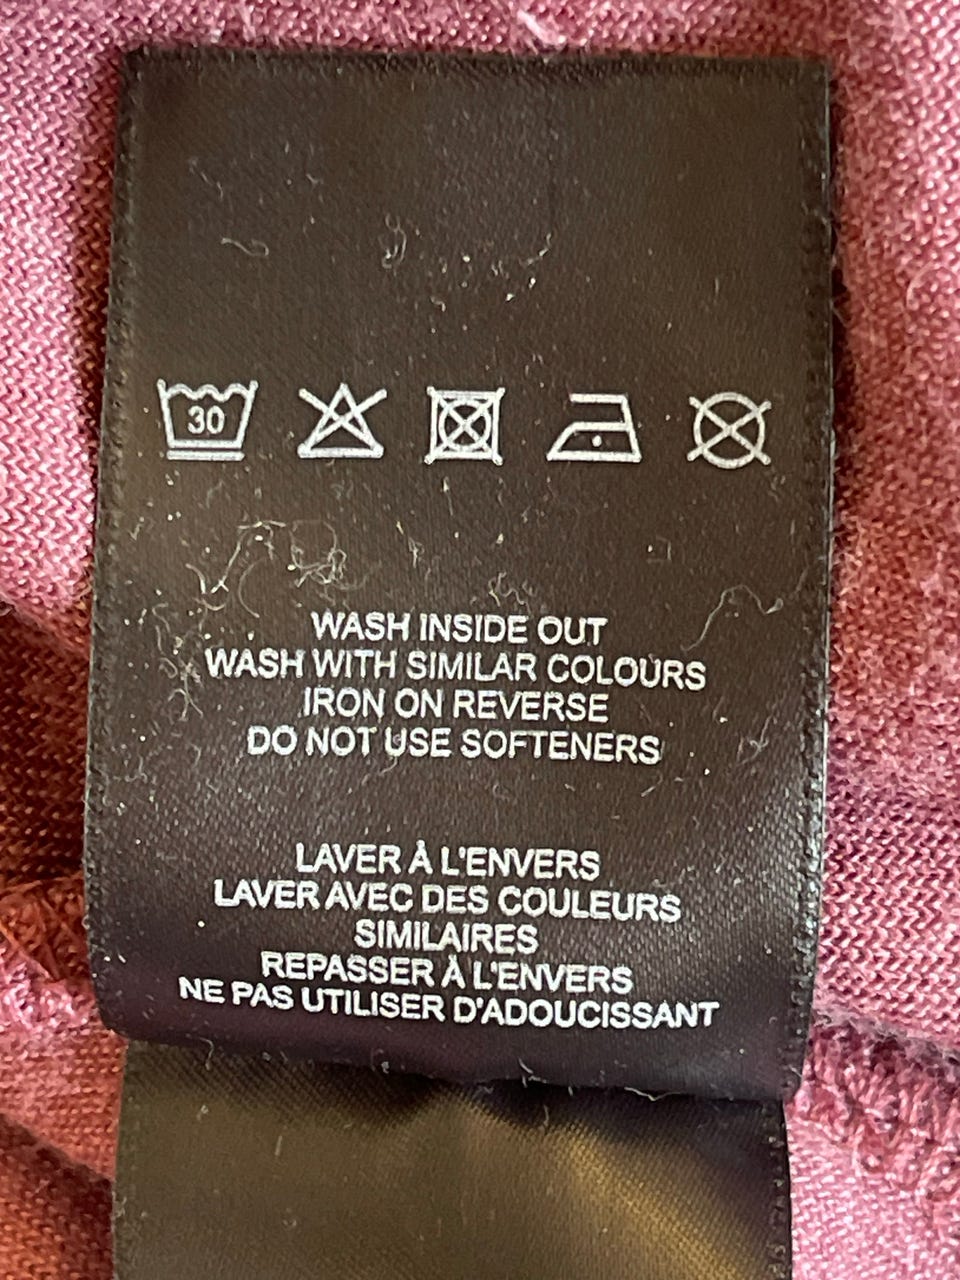 30
WASH INSIDE OUT
WASH WITH SIMILAR COLOURS
IRON ON REVERSE
DO NOT USE SOFTENERS
LAVER À L'ENVERS
LAVER AVEC DES COULEURS
SIMILAIRES
REPASSER À L'ENVERS
NE PAS UTILISER D'ADOUCISSANT